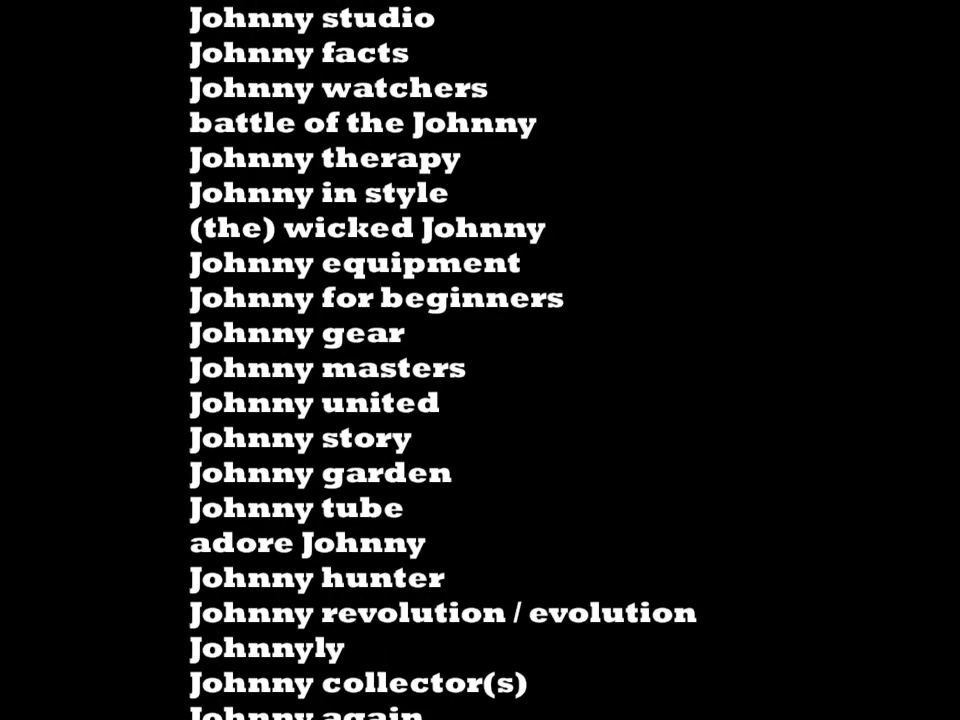 Johnny studio
Johnny facts
Johnny watchers
battle of the Johnny
Johnny therapy
Johnny in style
(the) wicked Johnny
Johnny equipment
Johnny for beginners
Johnny gear
Johnny masters
Johnny united
Johnny story
Johnny garden
Johnny tube
adore Johnny
Johnny hunter
Johnny revolution / evolution
Johnnyly
Johnny collector(s)
Johnny again